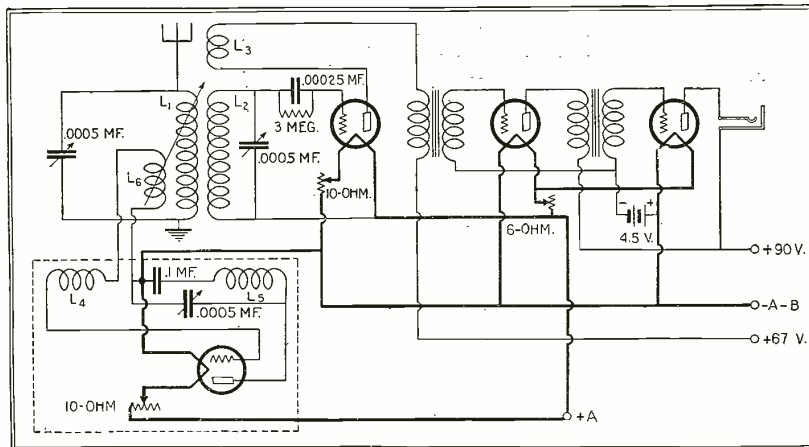 L3
L1
L2
.00025 MF.
3 MEG.
.0005 MF.
.0005 MF.
L6
10-OHM.
6-OHM.
- +
4.5 V.
+90 V.
.1 MF.
L4
L5
.0005 MF.
-A-B
+67 V.
10-OHM
+A